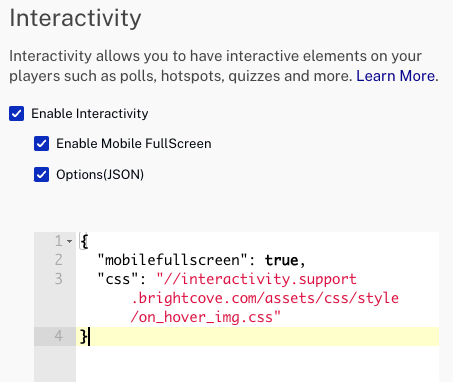 Interactivity
Interactivity allows you to have interactive elements on your
players such as polls, hotspots, quizzes and more. Learn More.
Enable Interactivity
Enable Mobile FullScreen
Options(JSON)
1 {
2 "mobilefullscreen": true,
3 "css": "//interactivity.support
.brightcove.com/assets/css/style
/on_hover_img.css"
4 }